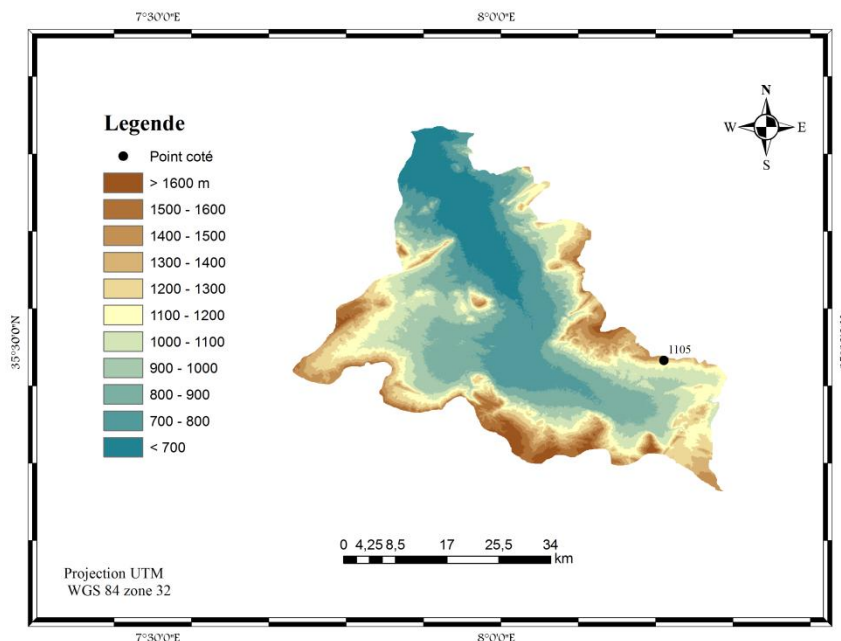 7°30'0"E
8°0'0"E
N
W
E
S
Legende
Point coté
> 1600 m
1500 - 1600
1400 - 1500
1300 - 1400
1200 - 1300
1100 - 1200
1000 - 1100
900 - 1000
800 - 900
700 - 800
< 700
1105
35°30'0"N
0 4,25 8,5 17 25,5 34
km
Projection UTM
WGS 84 zone 32
7°30'0"E
8°0'0"E